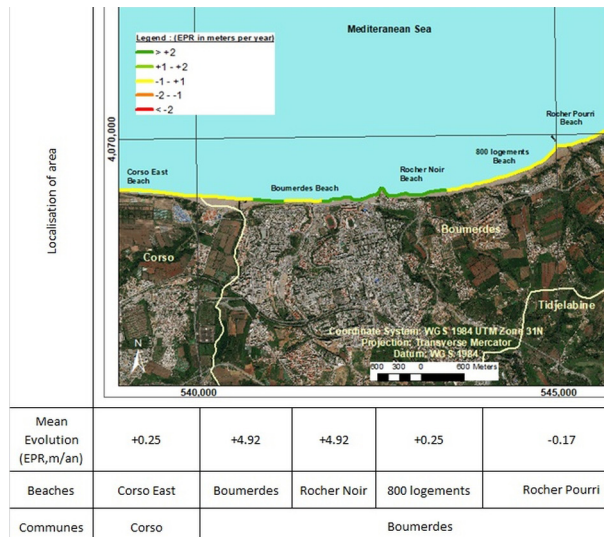 Mediteranean Sea
Legend : (EPR in meters per year)
> +2
+1 - +2
-1 - +1
-2 - -1
< -2
Rocher Pourri
Beach
4,070,000
800 logements
Beach
Corso East
Beach
Boumerdes Beach
Rocher Noir
Beach
Localisation of area
Corso
Boumerdes
Tidjelabine
Coordinate System: WGS 1984 UTM Zone 31N
Projection: Transverse Mercator
Datum: WGS 1984
N
600 300 0 600 Meters
540,000 545,000
Mean
Evolution
(EPR,m/an)
+0.25 +4.92 +4.92 +0.25 -0.17
Beaches Corso East Boumerdes Rocher Noir 800 logements Rocher Pourri
Communes Corso Boumerdes